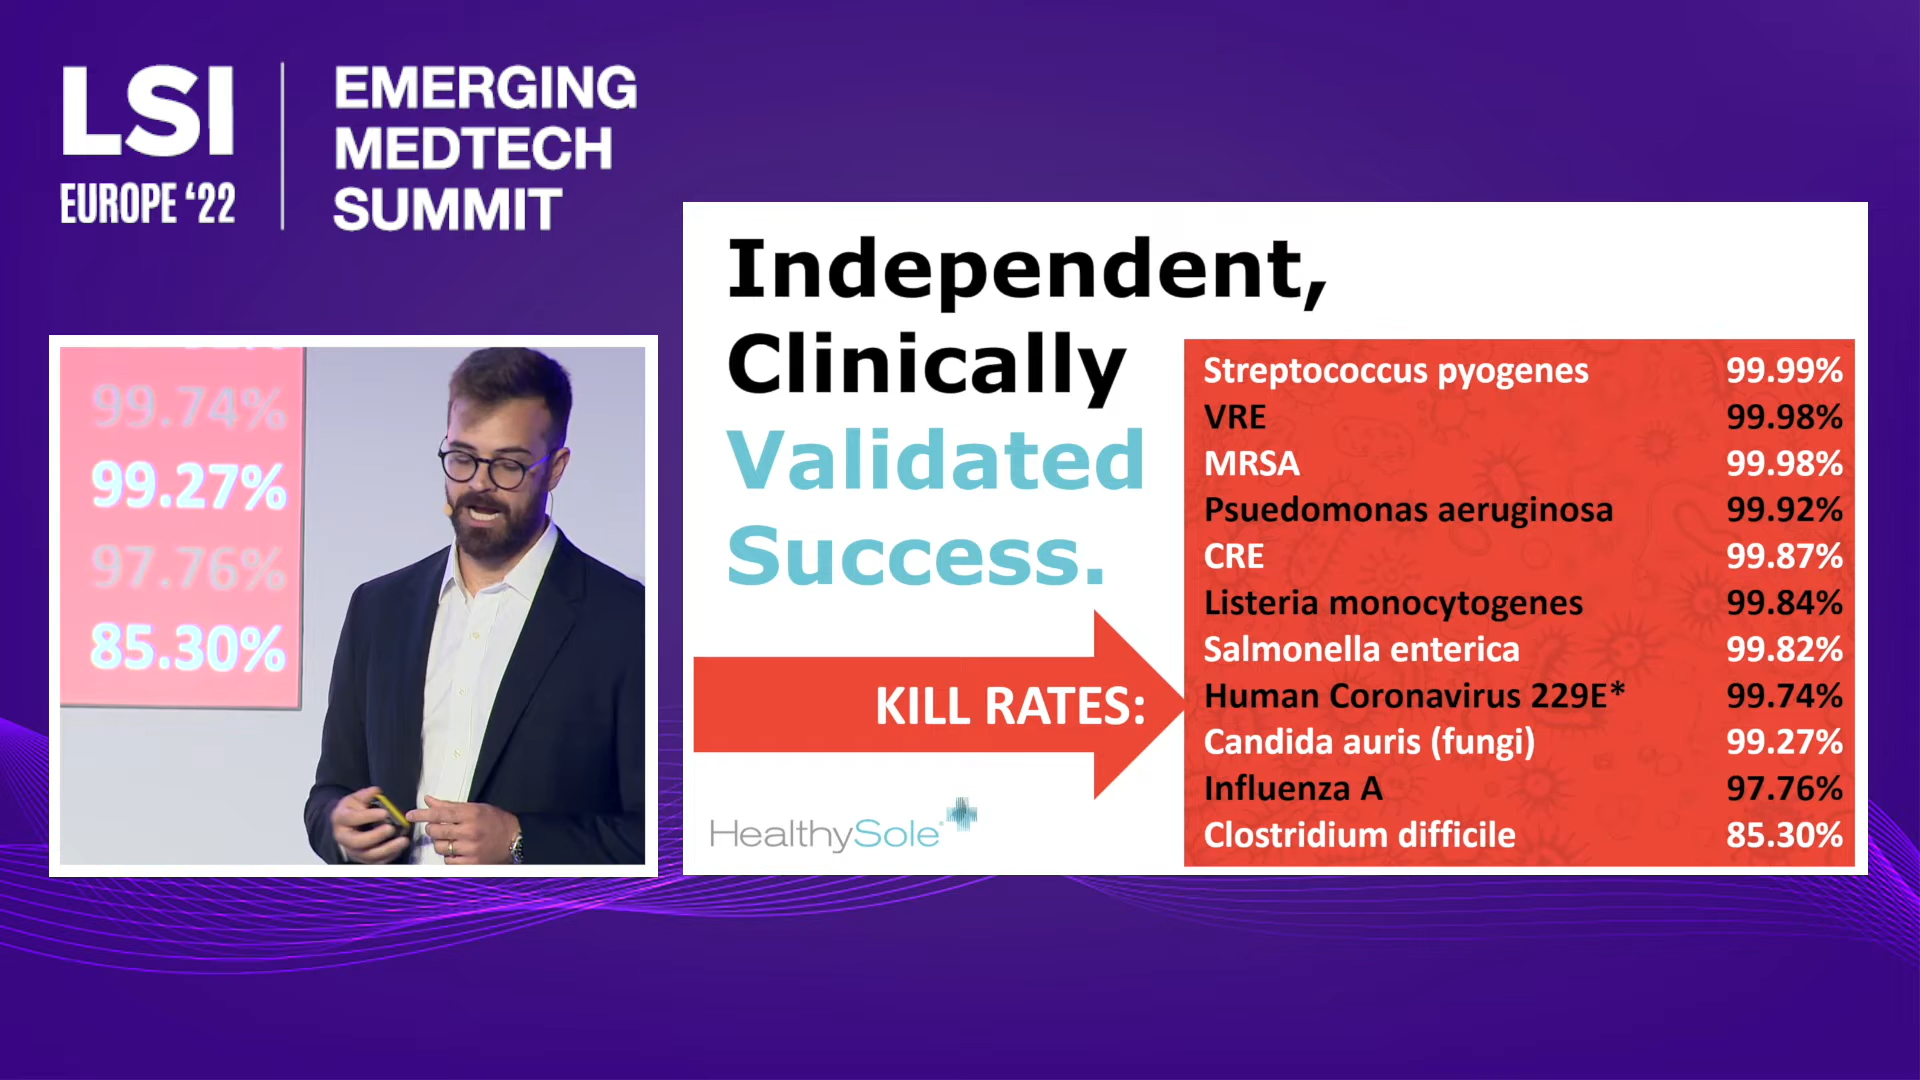 LSI
EUROPE ‘22
EMERGING
MEDTECH
SUMMIT
Independent,
Clinically
Validated
Success.
KILL RATES:
HealthySole
Streptococcus pyogenes 99.99%
VRE 99.98%
MRSA 99.98%
Psuedomonas aeruginosa 99.92%
CRE 99.87%
Listeria monocytogenes 99.84%
Salmonella enterica 99.82%
Human Coronavirus 229E* 99.74%
Candida auris (fungi) 99.27%
Influenza A 97.76%
Clostridium difficile 85.30%
99.74%
99.27%
97.76%
85.30%